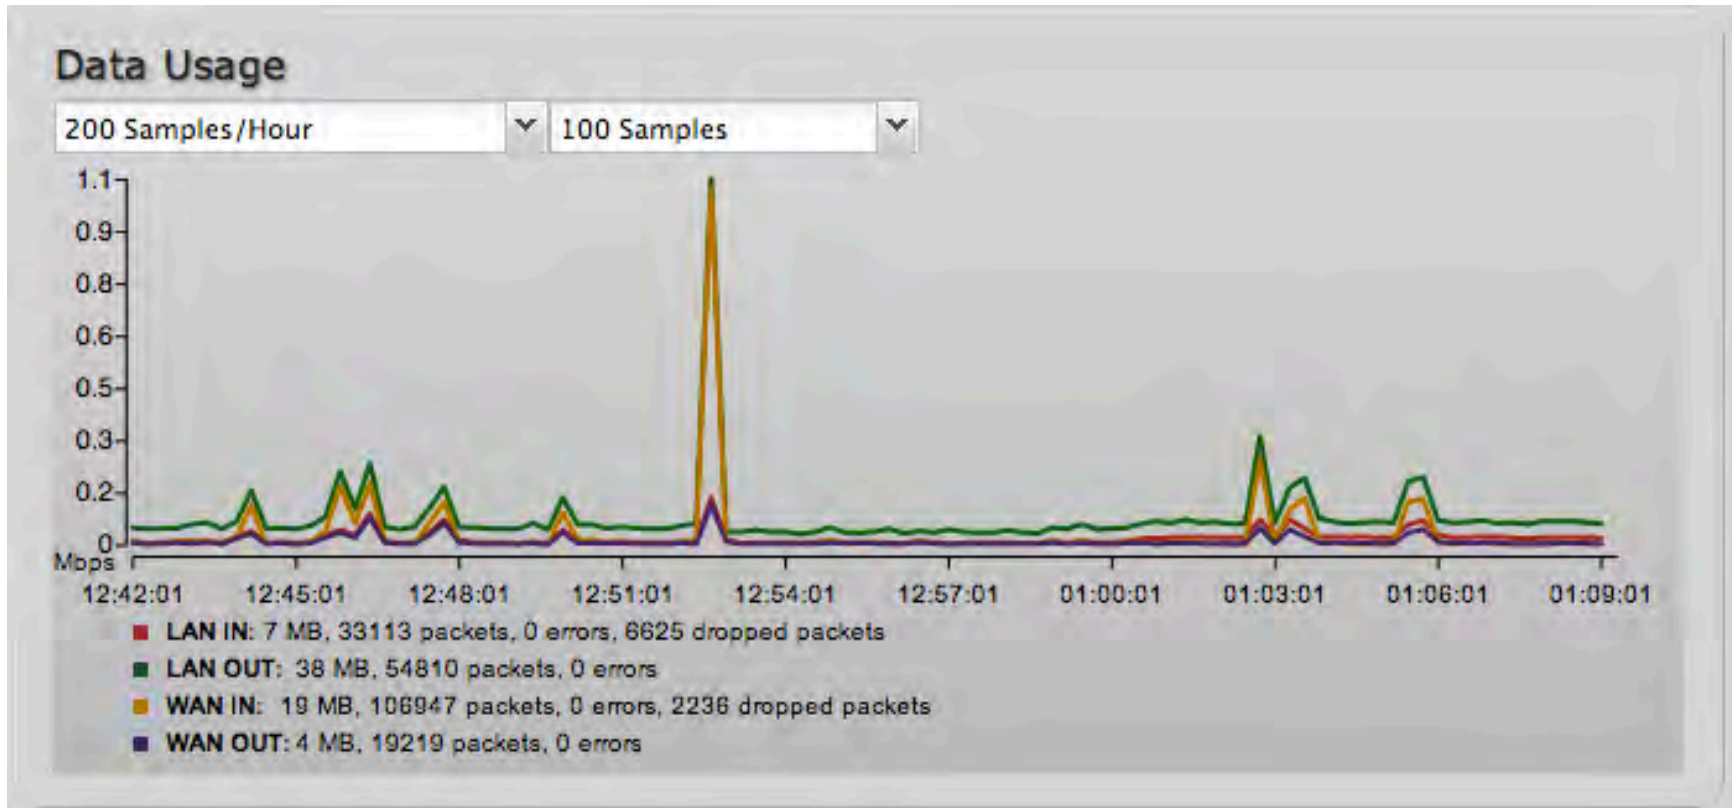 Data Usage
200 Samples/Hour 100 Samples
1.1
0.9
0.8
0.6
0.5
0.3
0.2
0
Mbps
12:42:01 12:45:01 12:48:01 12:51:01 12:54:01 12:57:01 01:00:01 01:03:01 01:06:01 01:09:01
LAN IN: 7 MB, 33113 packets, 0 errors, 6625 dropped packets
LAN OUT: 38 MB, 54810 packets, 0 errors
WAN IN: 19 MB, 106947 packets, 0 errors, 2236 dropped packets
WAN OUT: 4 MB, 19219 packets, 0 errors